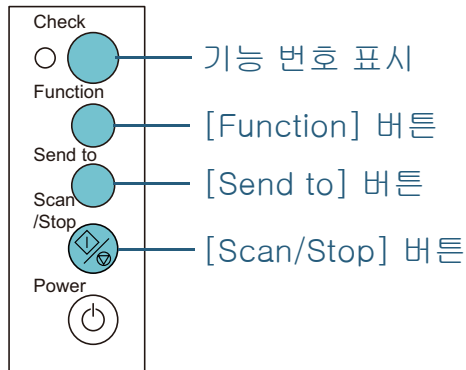 Check
기능 번호 표시
Function
[Function] 버튼
Send to
[Send to] 버튼
Scan
/Stop
[Scan/Stop] 버튼
Power